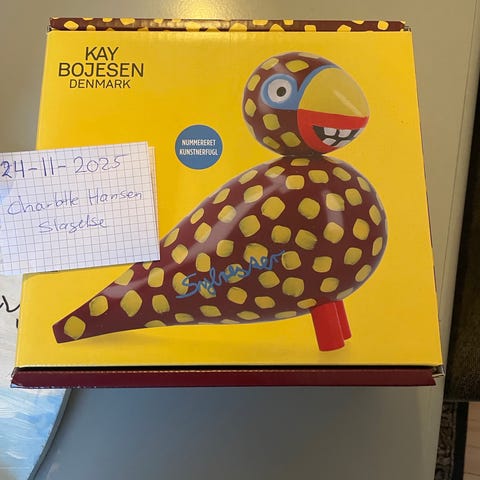 KAY
BOJESEN
DENMARK
NUMMERERET
KUNSTNERFUGL
24-11-2025
Charlotte Hansen
Slagelse